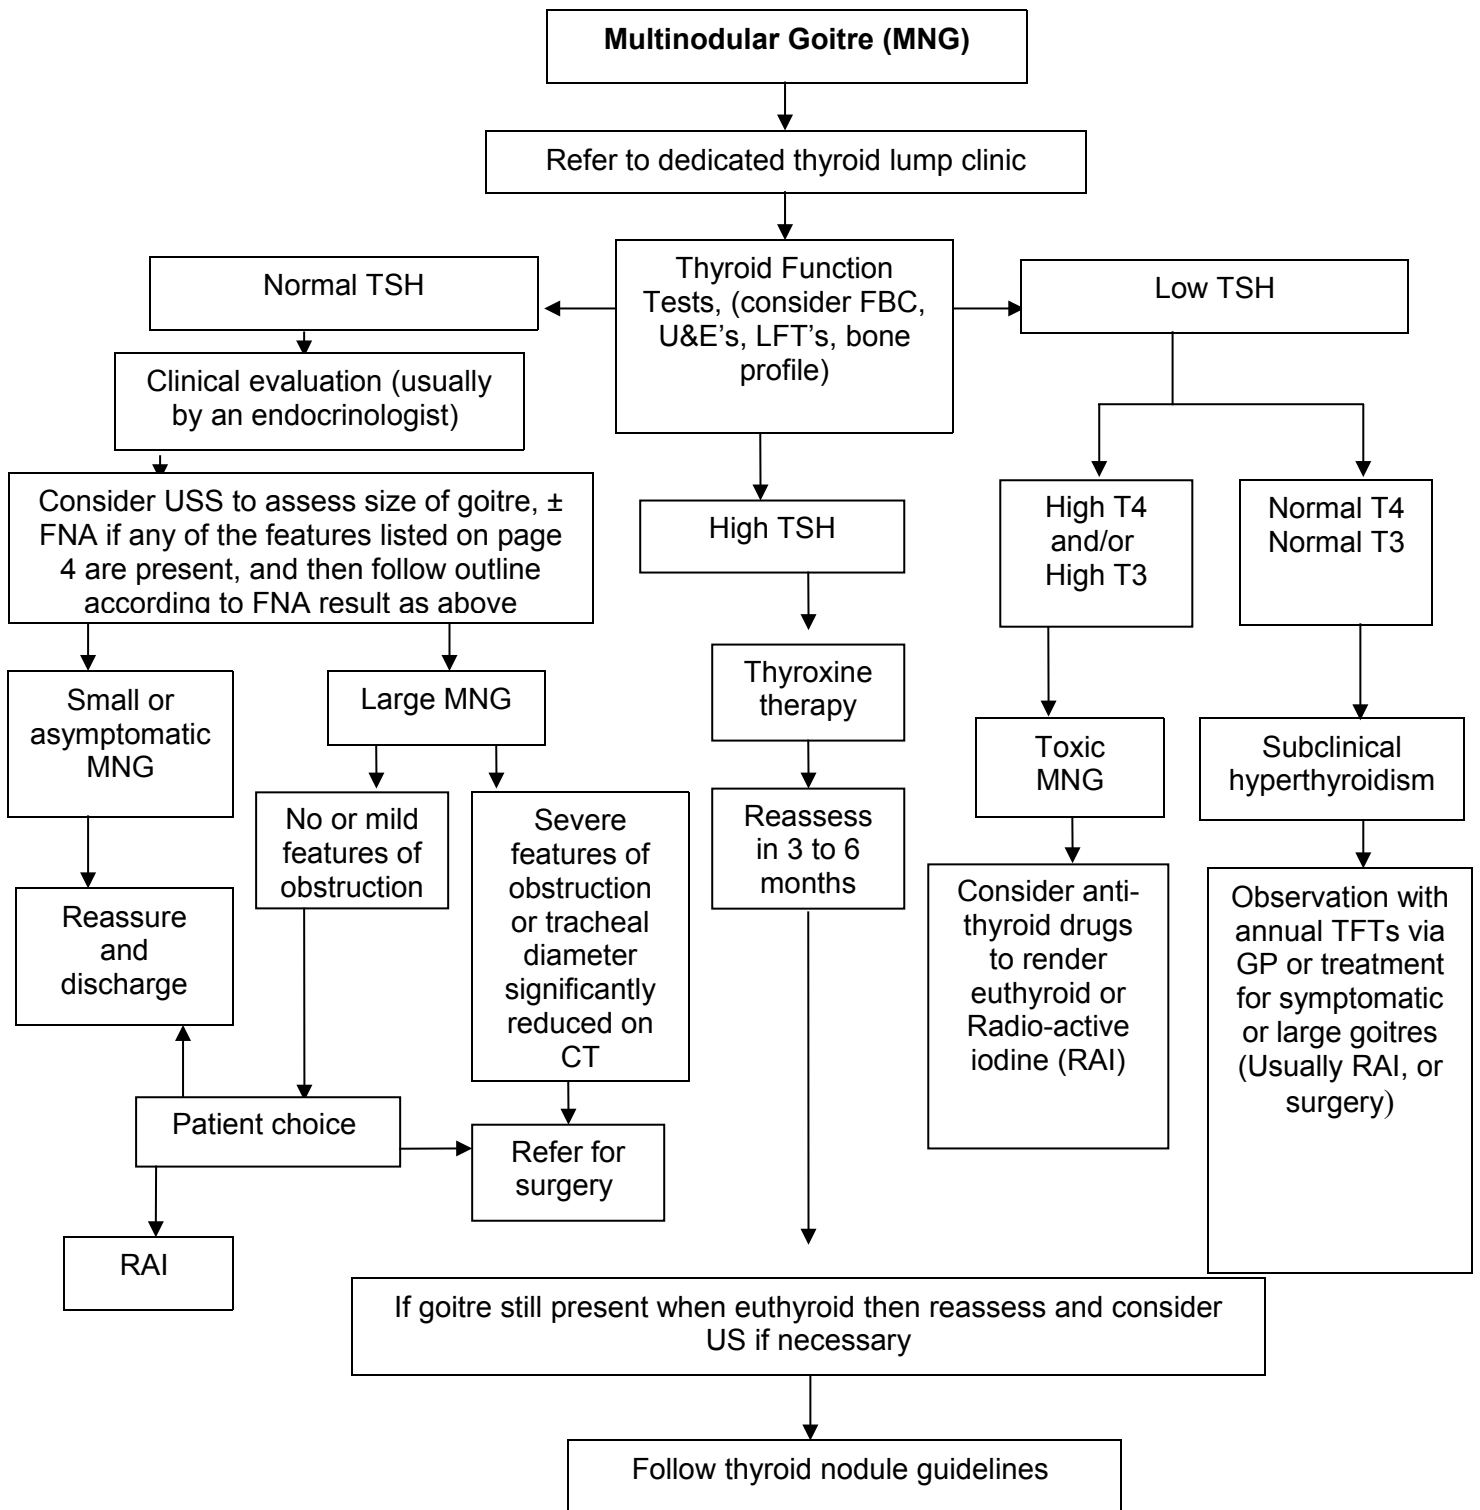 Multinodular Goitre (MNG)
Refer to dedicated thyroid lump clinic
Thyroid Function
Tests, (consider FBC,
U&E’s, LFT’s, bone
profile)
Normal TSH
Clinical evaluation (usually
by an endocrinologist)
Consider USS to assess size of goitre, ±
FNA if any of the features listed on page
4 are present, and then follow outline
according to FNA result as above
Small or
asymptomatic
MNG
Reassure
and
discharge
Large MNG
No or mild
features of
obstruction
Severe
features of
obstruction
or tracheal
diameter
significantly
reduced on
CT
Patient choice
Refer for
surgery
RAI
High TSH
Thyroxine
therapy
Reassess
in 3 to 6
months
If goitre still present when euthyroid then reassess and consider
US if necessary
Follow thyroid nodule guidelines
Low TSH
High T4
and/or
High T3
Toxic
MNG
Consider anti-
thyroid drugs
to render
euthyroid or
Radio-active
iodine (RAI)
Normal T4
Normal T3
Subclinical
hyperthyroidism
Observation with
annual TFTs via
GP or treatment
for symptomatic
or large goitres
(Usually RAI, or
surgery)